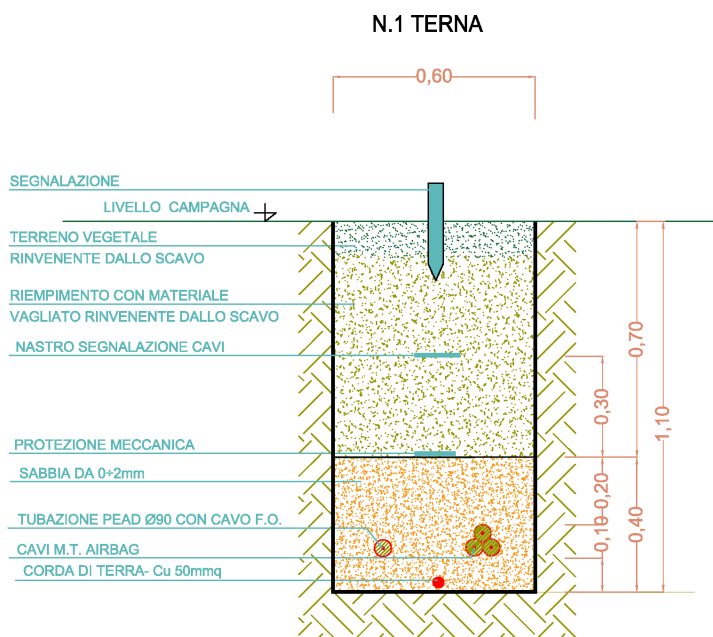 N.1 TERNA
0,60
SEGNALAZIONE
LIVELLO CAMPAGNA
TERRENO VEGETALE
RINVENENTE DALLO SCAVO
RIEMPIMENTO CON MATERIALE
VAGLIATO RINVENENTE DALLO SCAVO
NASTRO SEGNALAZIONE CAVI
PROTEZIONE MECCANICA
SABBIA DA 0÷2mm
TUBAZIONE PEAD Ø90 CON CAVO F.O.
CAVI M.T. AIRBAG
CORDA DI TERRA- Cu 50mmq
0,30
0,20
0,10
0,70
0,40
1,10